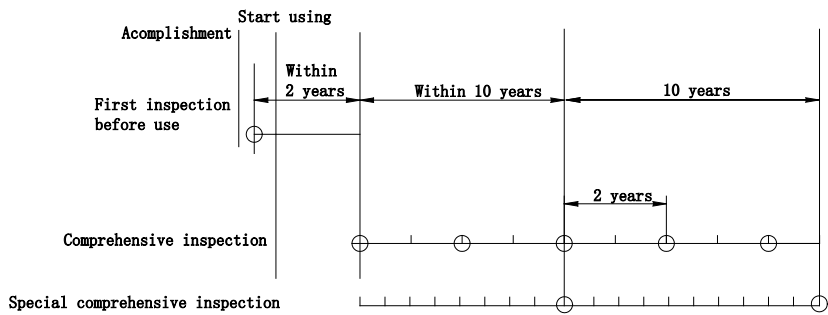 Start using
Acomplishment
Within
2 years
Within 10 years
10 years
First inspection
before use
2 years
Comprehensive inspection
Special comprehensive inspection